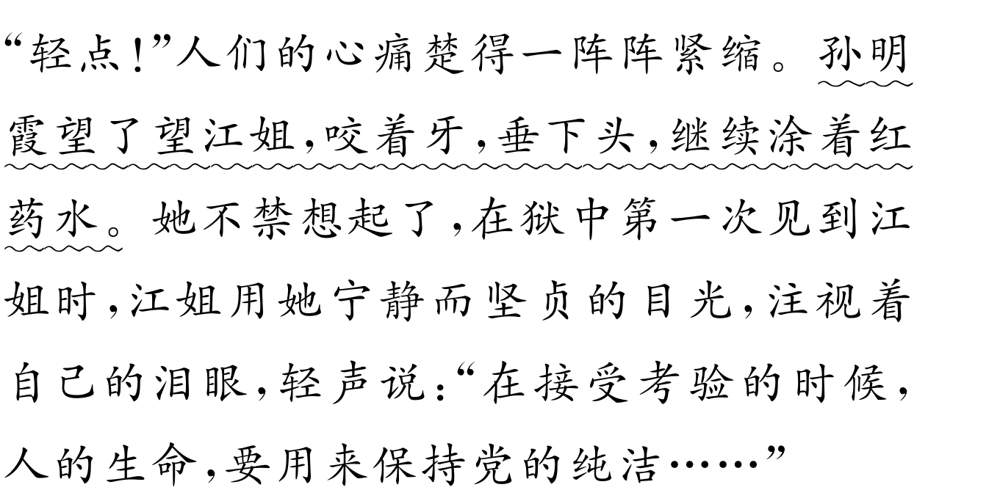 “轻点!”人们的心痛楚得一阵阵紧缩。孙明
霞望了望江姐,咬着牙,垂下头,继续涂着红
药水。她不禁想起了,在狱中第一次见到江
姐时,江姐用她宁静而坚贞的目光,注视着
自己的泪眼,轻声说:“在接受考验的时候,
人的生命,要用来保持党的纯洁……”